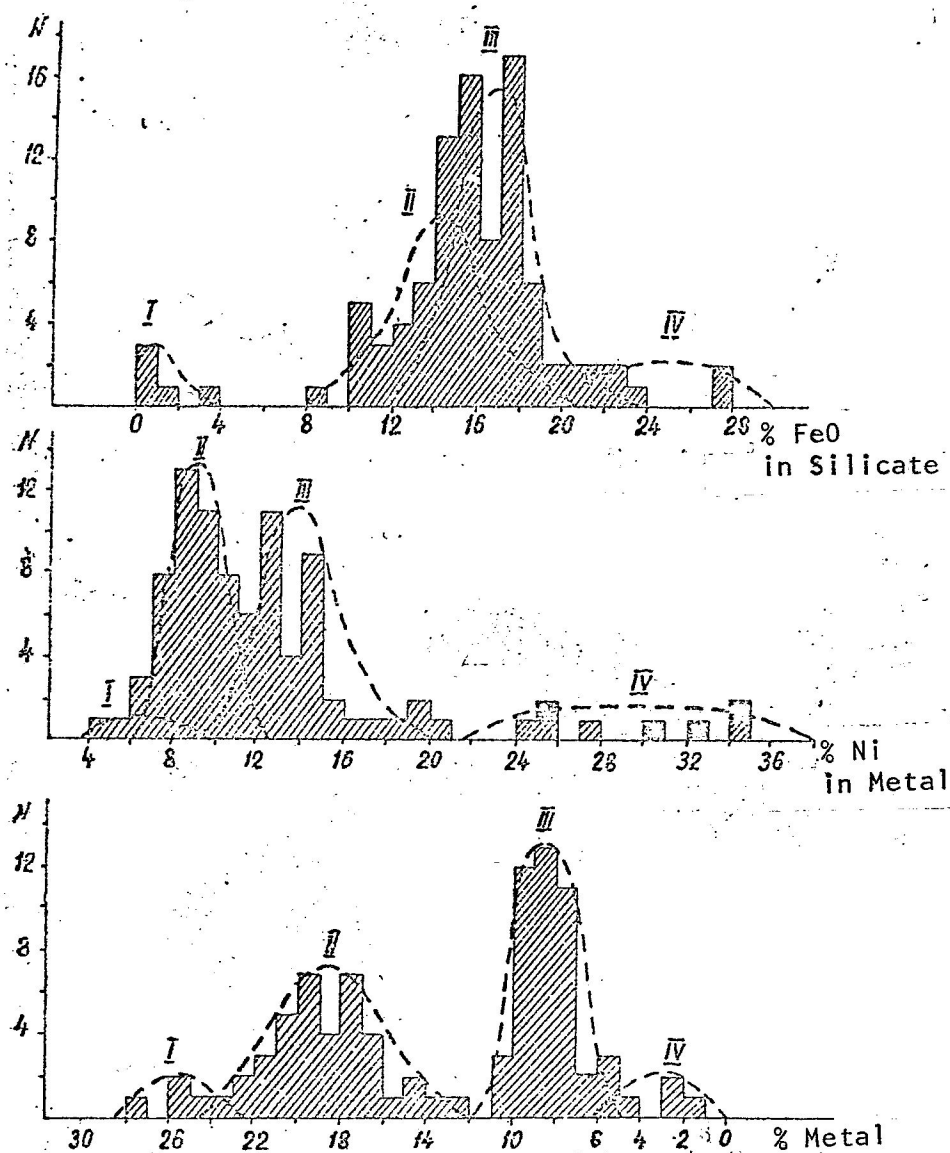 N
III
16
12
II
8
I
4
IV
0 4 12 16 20 24 28 % FeO
in Silicate
N
II
12
III
8
4
I
IV
4 8 12 16 20 24 28 32 36 % Ni
in Metal
N
III
12
8
II
4
I
IV
30 26 22 18 14 10 6 4 2 0 % Metal